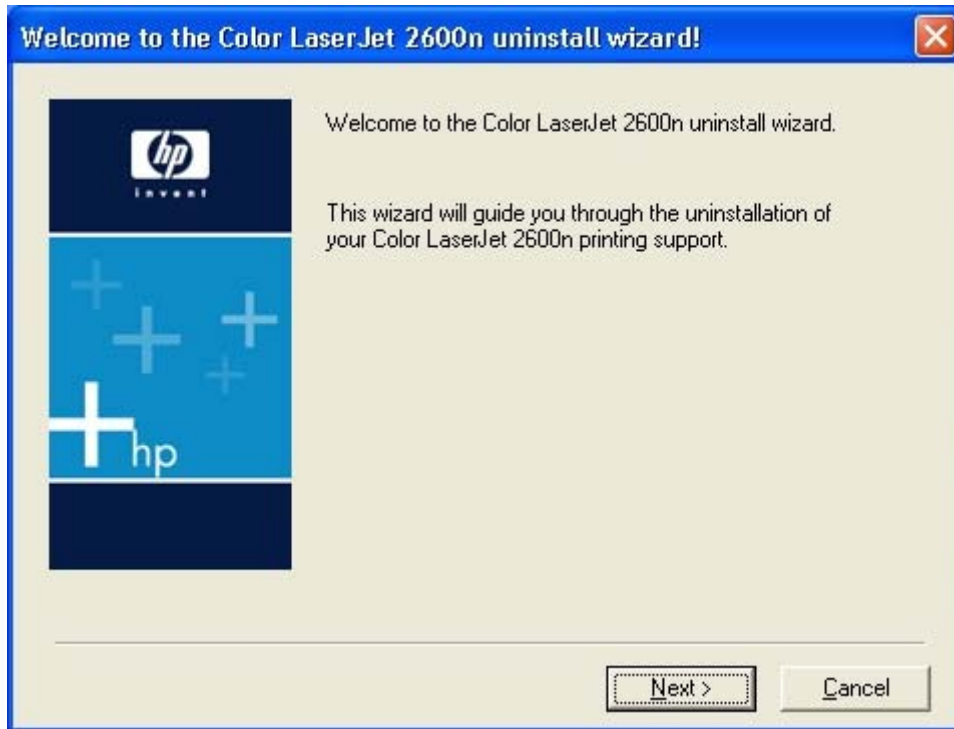 Welcome to the Color LaserJet 2600n uninstall wizard!
hp
invent
Welcome to the Color LaserJet 2600n uninstall wizard.
This wizard will guide you through the uninstallation of
your Color LaserJet 2600n printing support.
hp
Next >
Cancel